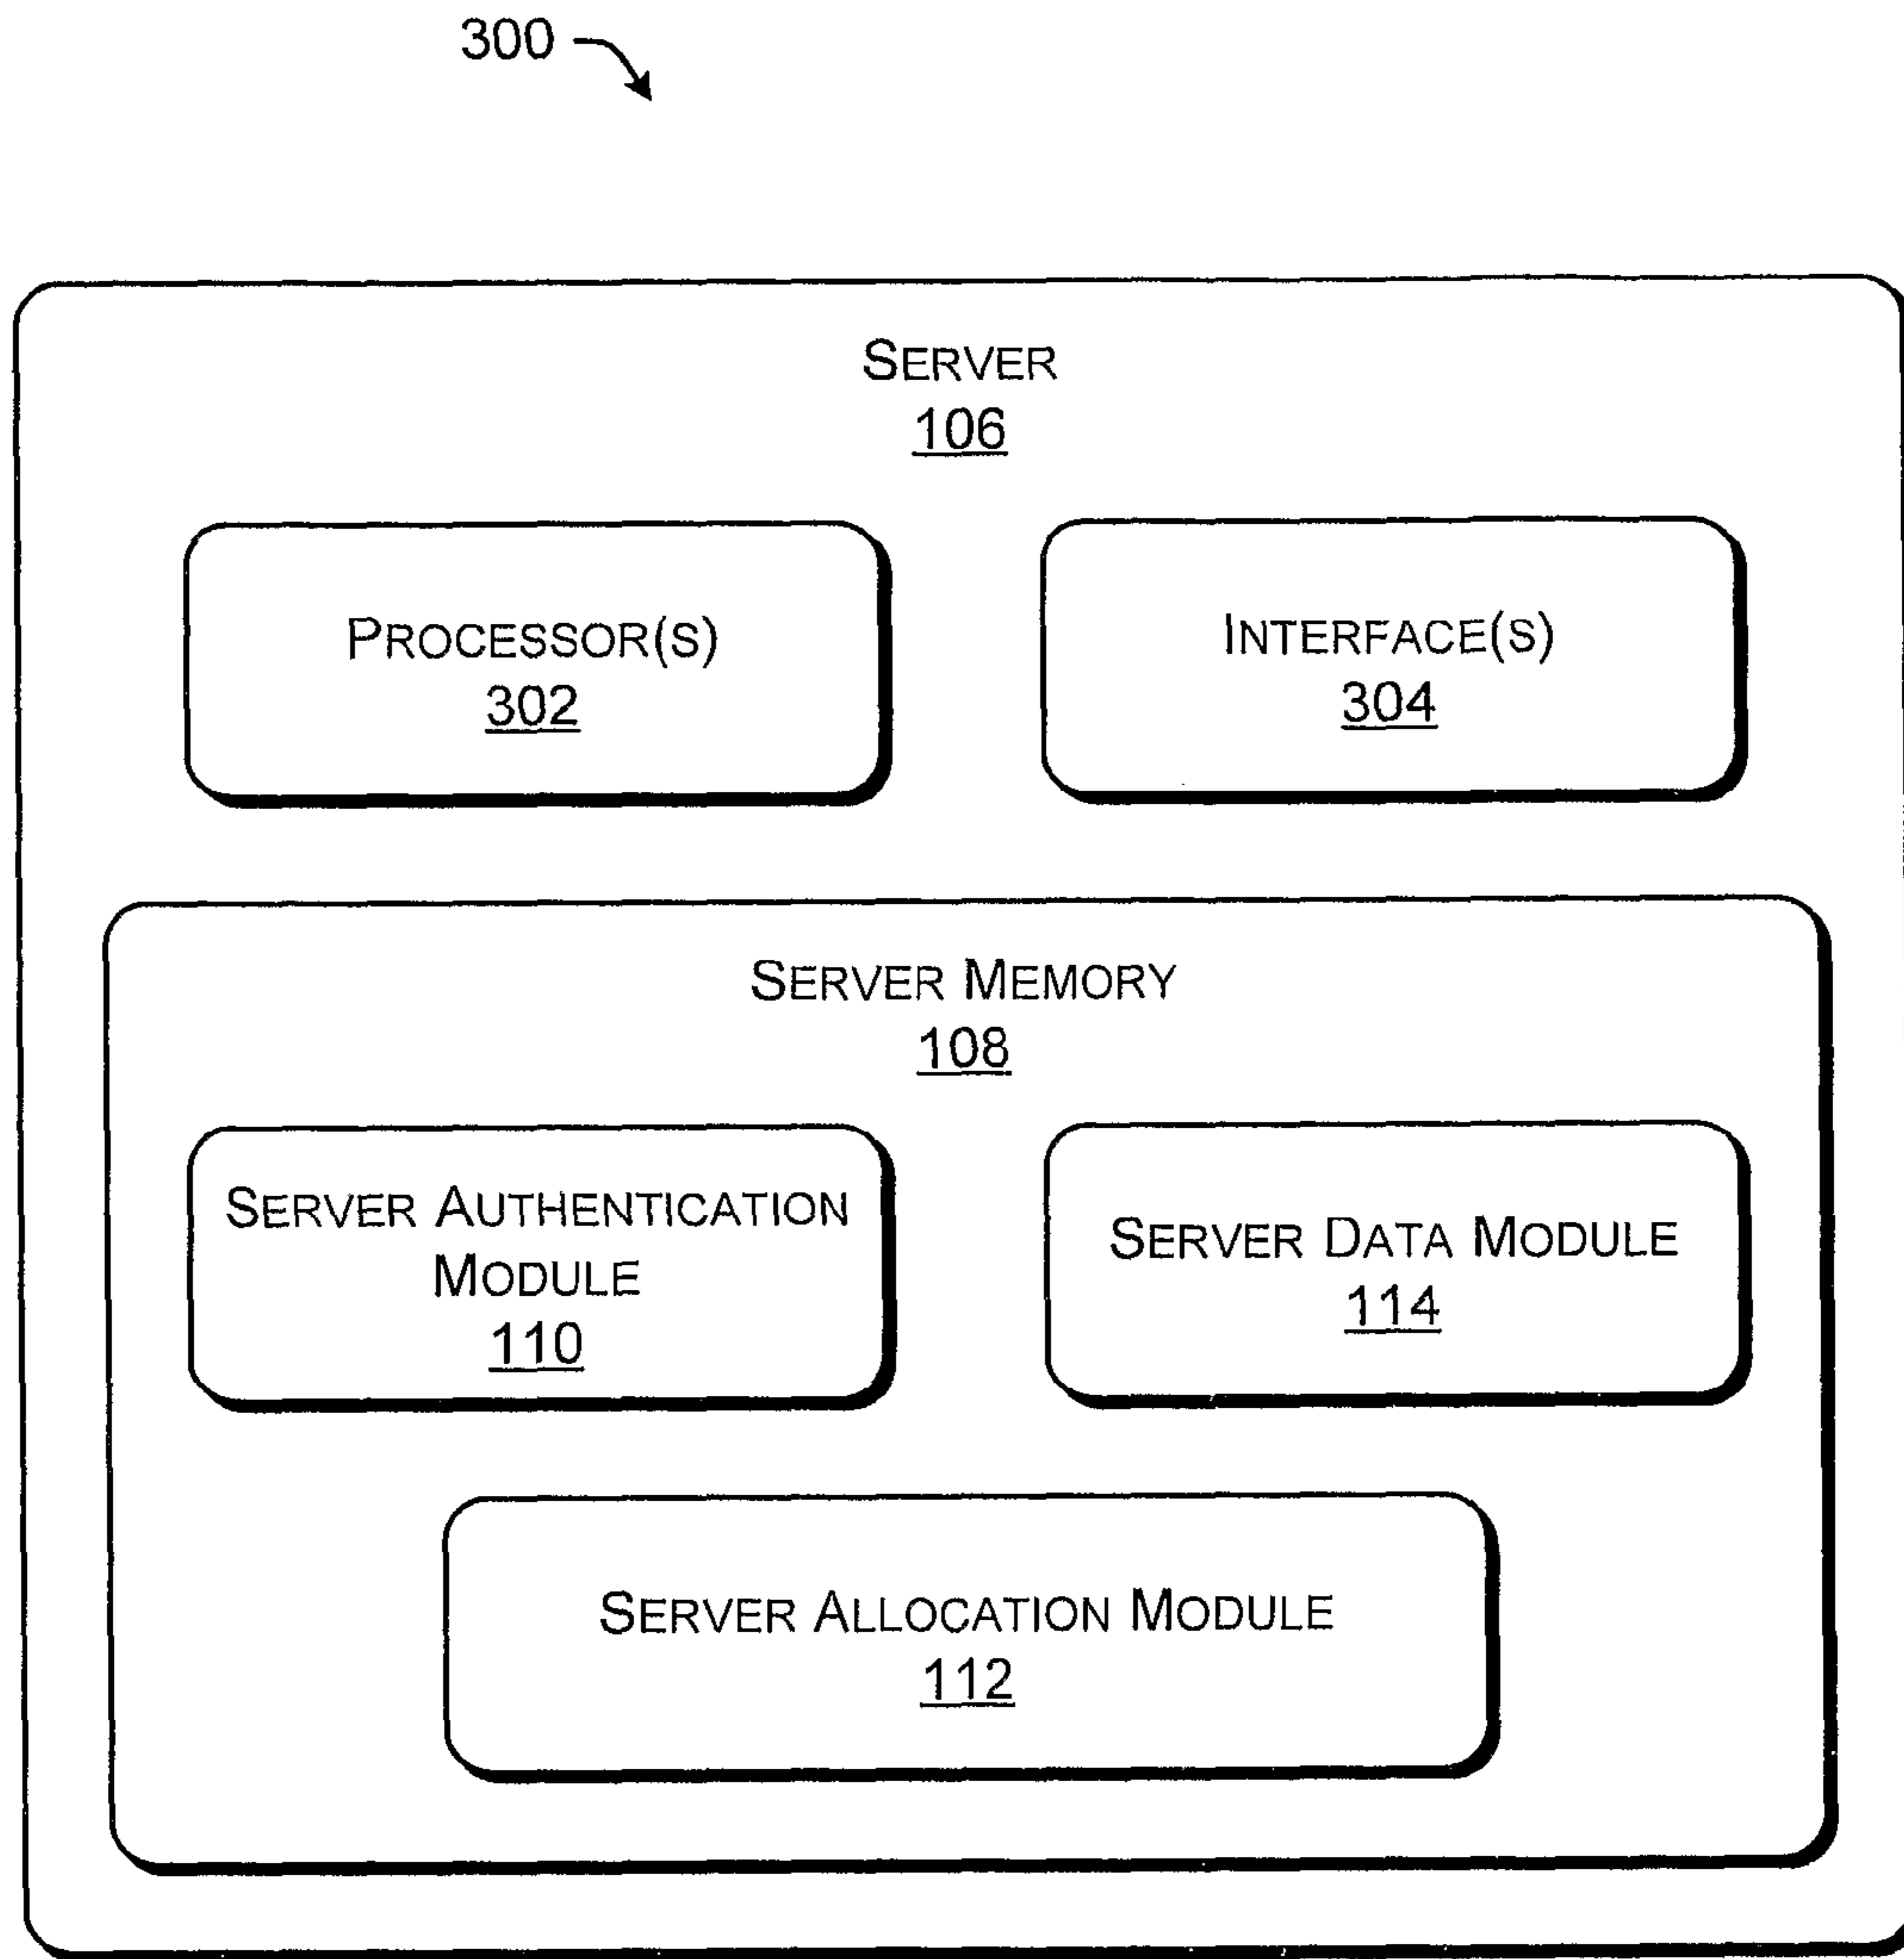 300
SERVER
106
PROCESSOR(S)
302
INTERFACE(S)
304
SERVER MEMORY
108
SERVER AUTHENTICATION
MODULE
110
SERVER DATA MODULE
114
SERVER ALLOCATION MODULE
112